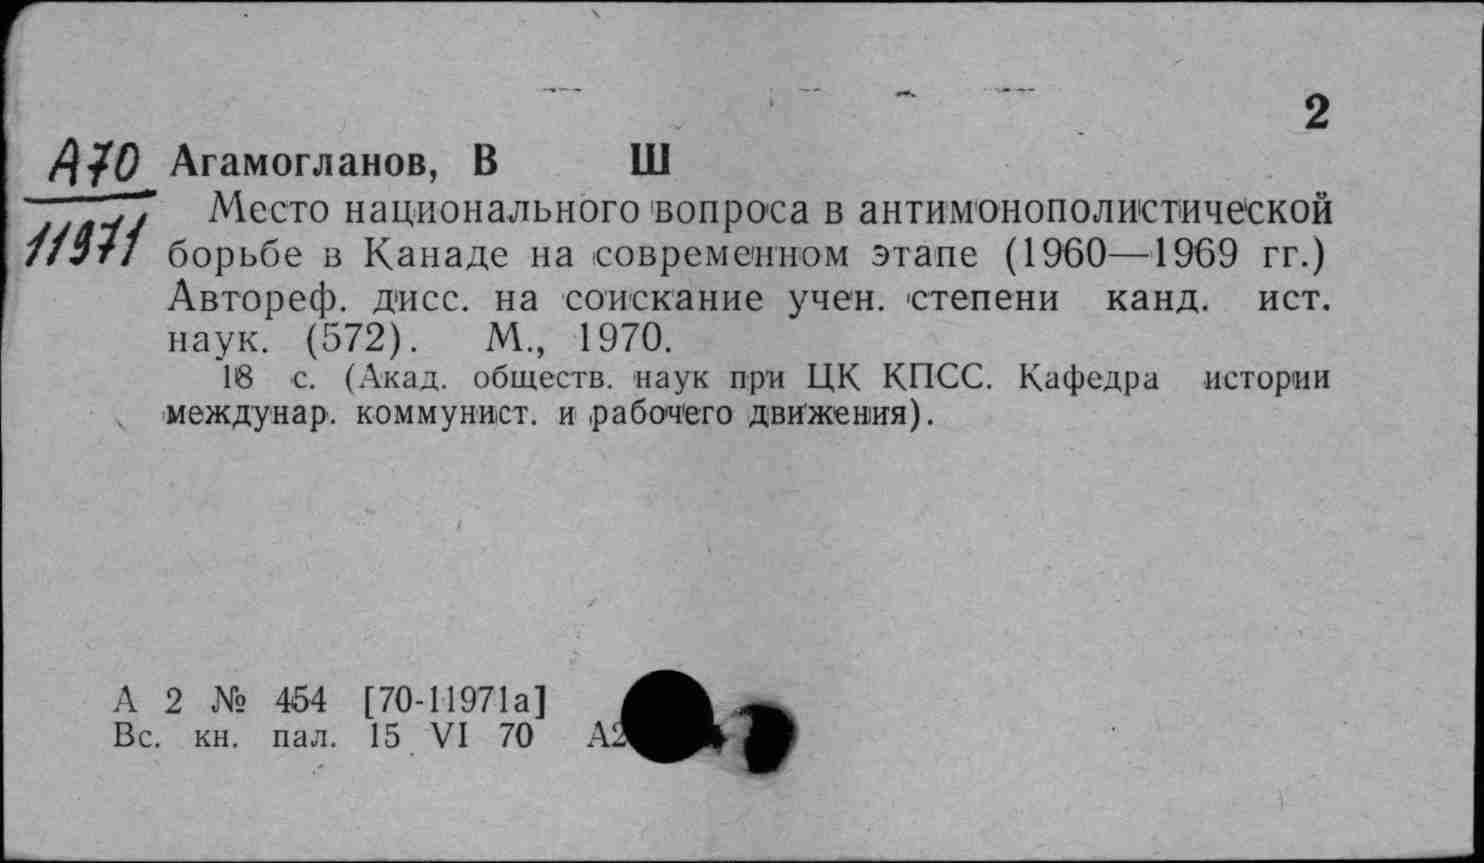 2
А70 Агамогланов, В Ш
11971
Место национального вопроса в антимонополистической
борьбе в Канаде на современном этапе (1960—1969 гг.)
Автореф. дисс. на соискание учен. степени канд. ист.
наук. (572). М., 1970.
18 с. (Акад. обществ. наук при ЦК КПСС. Кафедра истории
междунар. коммунист. и рабочего движения).
А 2 № 454 [70-11971а]
Вс. кн. пал. 15 VI 70 А2